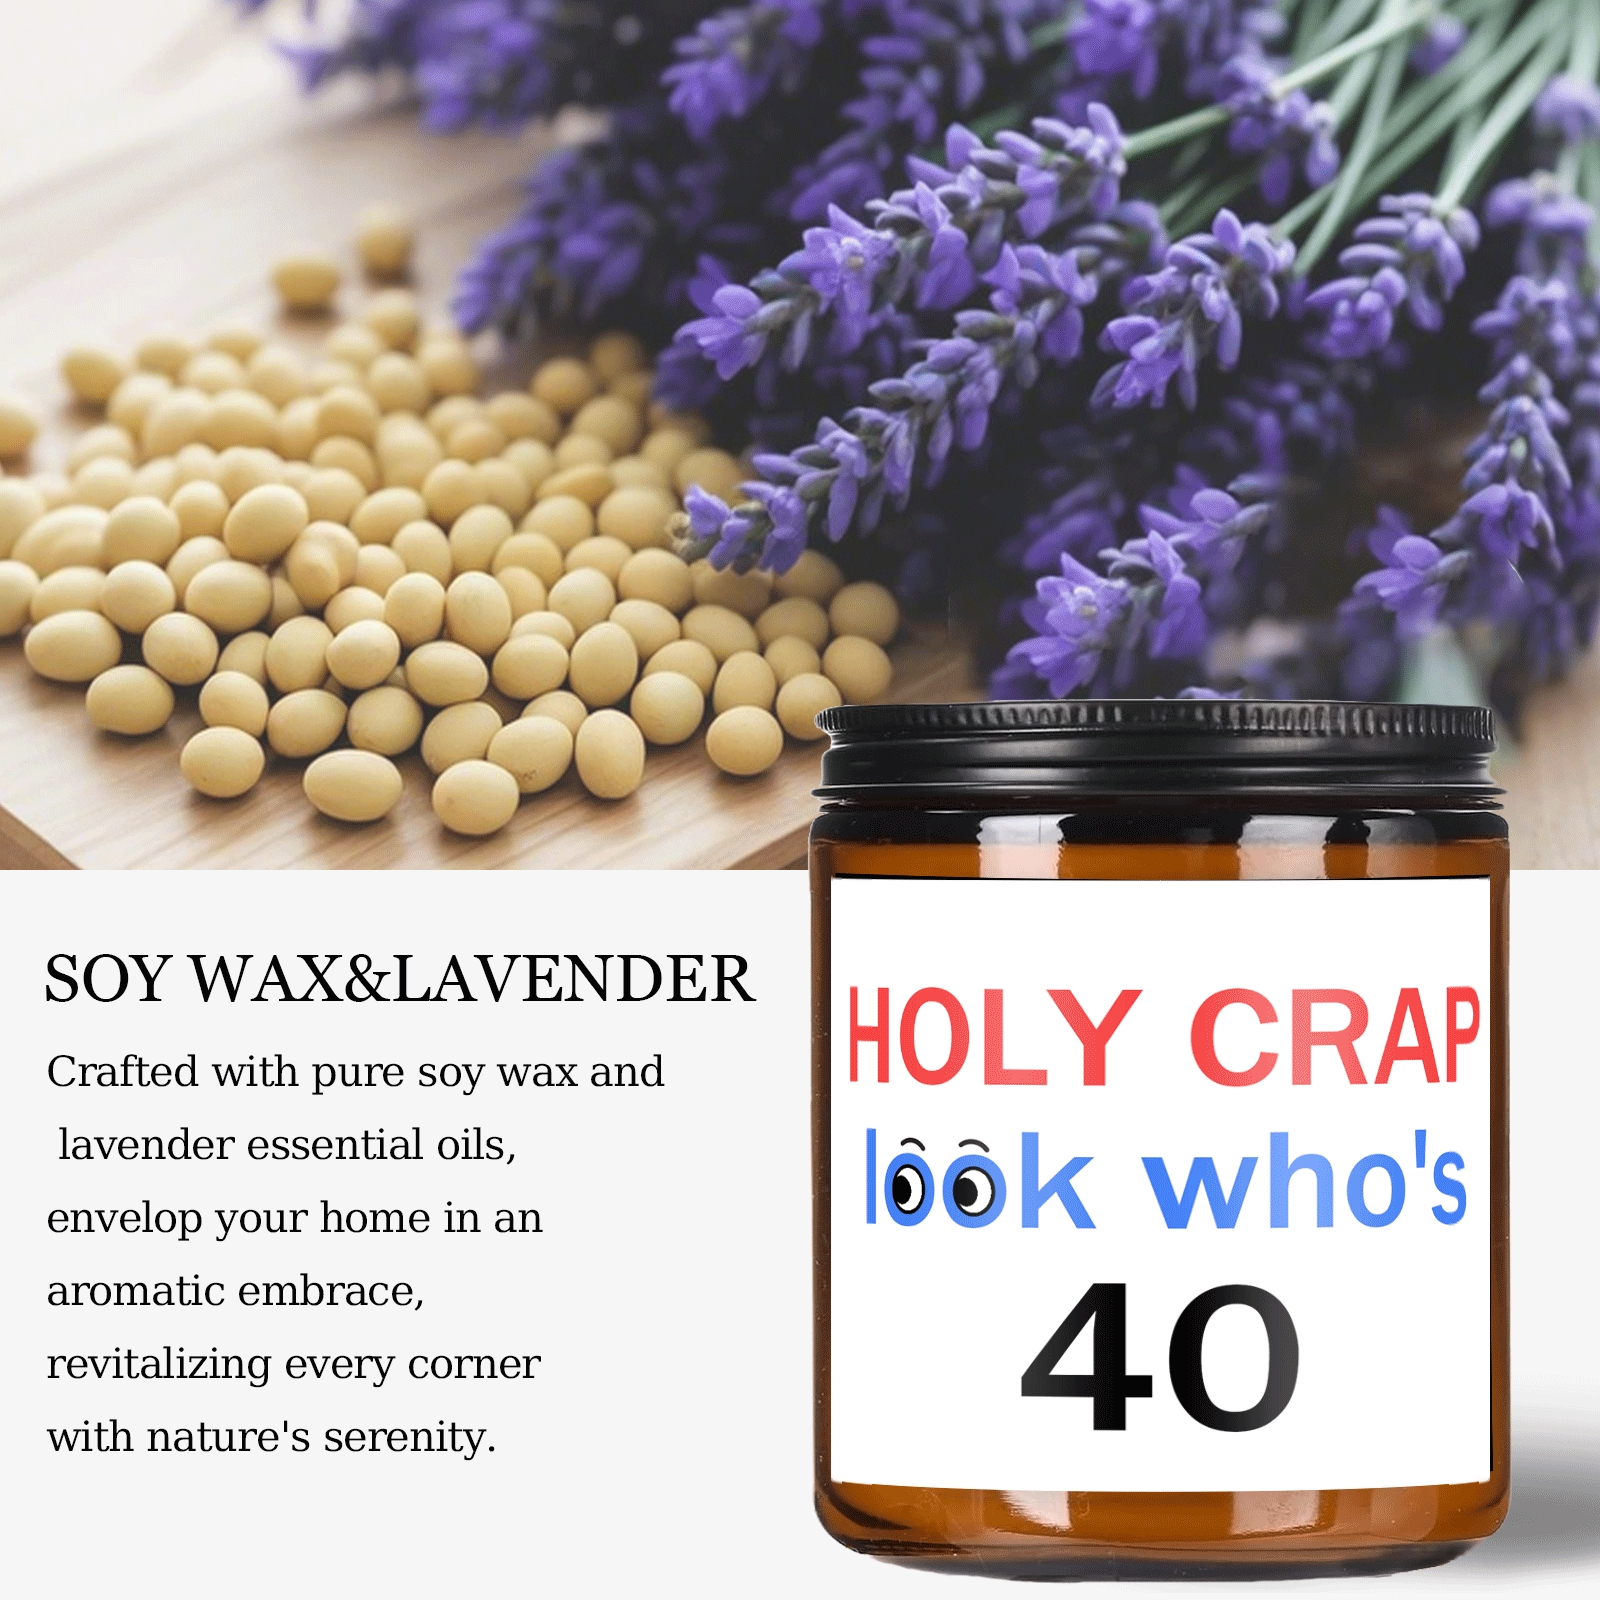 SOY WAX&LAVENDER
Crafted with pure soy wax and
lavender essential oils,
envelop your home in an
aromatic embrace,
revitalizing every corner
with nature's serenity.
HOLY CRAP
look who's
40